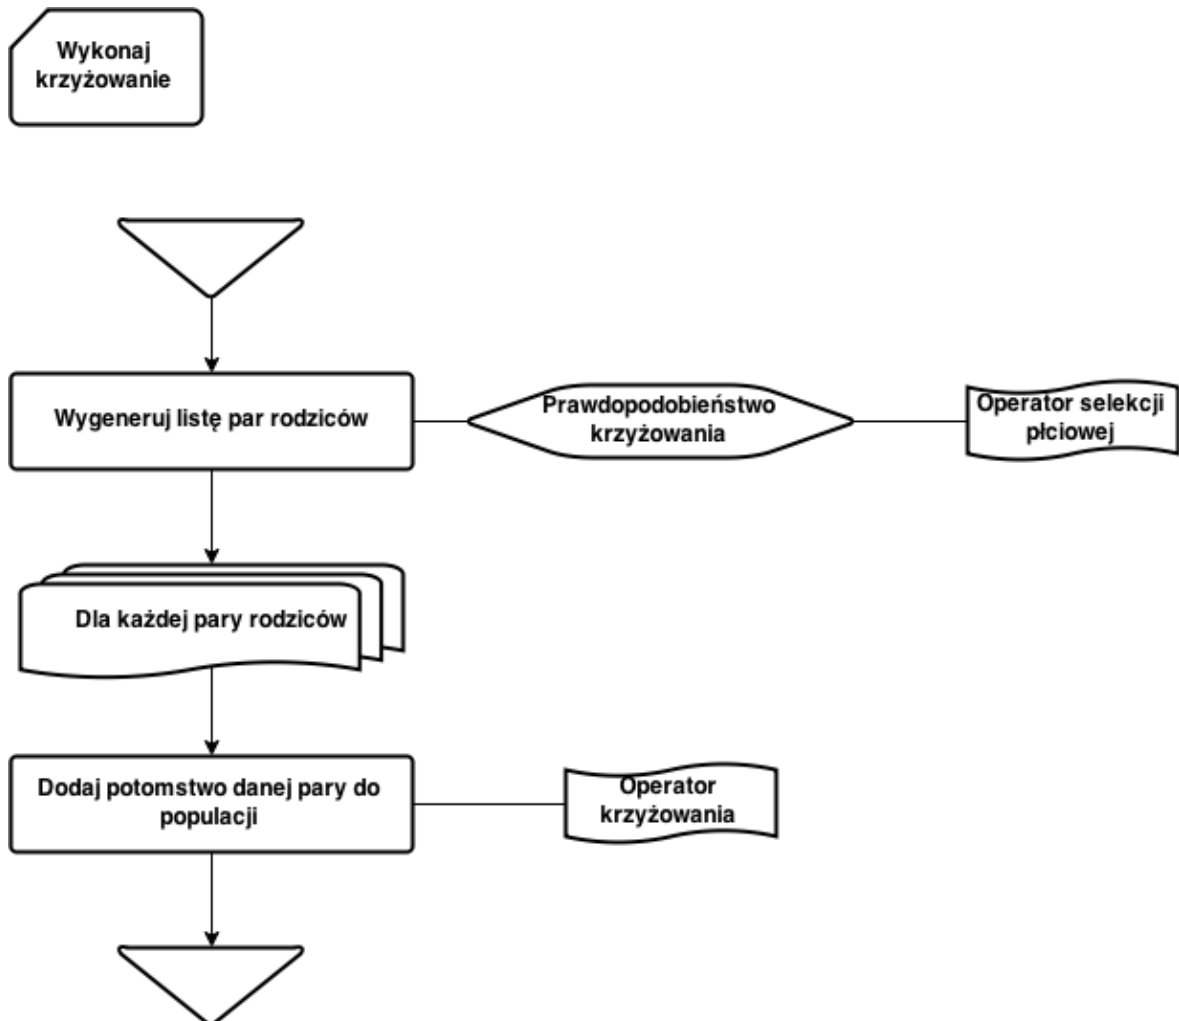 Wykonaj
krzyżowanie
Wygeneruj listę par rodziców
Prawdopodobieństwo
krzyżowania
Operator selekcji
płciowej
Dla każdej pary rodziców
Dodaj potomstwo danej pary do
populacji
Operator
krzyżowania